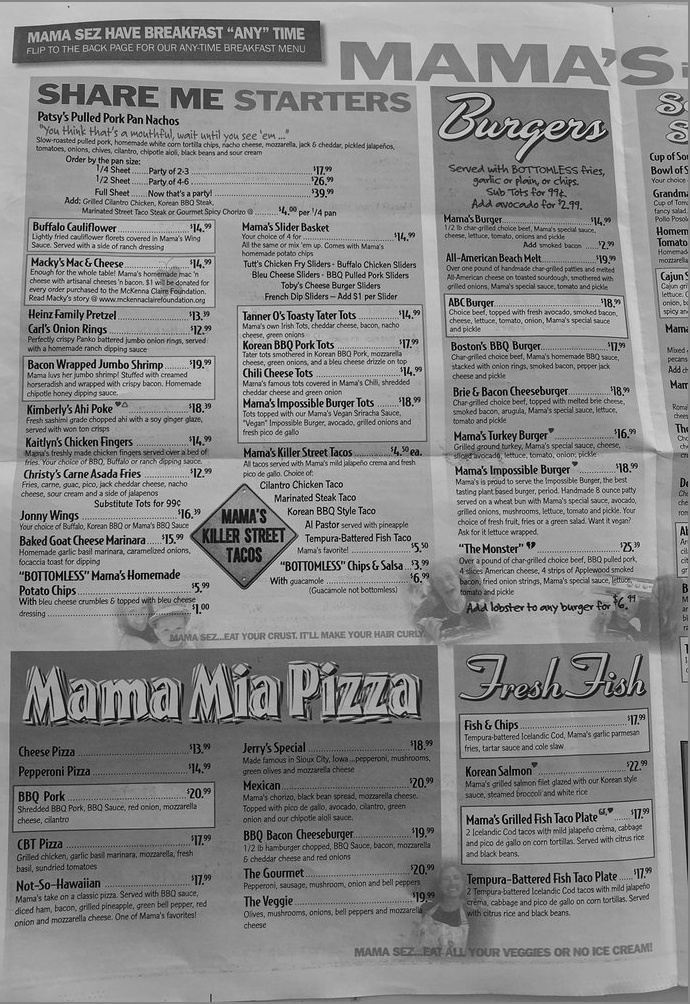 MAMA SEZ HAVE BREAKFAST "ANY" TIME
FLIP TO THE BACK PAGE FOR OUR ANY-TIME BREAKFAST MENU
MAMA'S
SHARE ME STARTERS
Patsy's Pulled Pork Pan Nachos
"You think that's a mouthful, wait until you see 'em ..."
Slow-roasted pulled pork, homemade white corn tortilla chips, nacho cheese, mozzarella, jack & cheddar, pickled jalapeños,
tomatoes, onions, chives, cilantro, chipotle aioli, black beans and sour cream
Order by the pan size:
1/4 Sheet ..... Party of 2-3 ..... $17.99
1/2 Sheet ..... Party of 4-6 ..... $26.99
Full Sheet ..... Now that's a party! ..... $39.99
Add: Grilled Cilantro Chicken, Korean BBQ Steak,
Marinated Street Taco Steak or Gourmet Spicy Chorizo @ ..... $4.00 per 1/4 pan
Buffalo Cauliflower ..... $14.99
Lightly fried cauliflower florets covered in Mama's Wing
Sauce. Served with a side of ranch dressing
Macky's Mac & Cheese ..... $14.99
Enough for the whole table! Mama's homemade mac 'n
cheese with artisanal cheeses 'n bacon. $1 will be donated for
every order purchased to the McKenna Claire Foundation.
Read Macky's story @ www.mckennaclairefoundation.org
Heinz Family Pretzel ..... $13.39
Carl's Onion Rings ..... $12.99
Perfectly crispy Panko battered jumbo onion rings, served
with a homemade ranch dipping sauce
Bacon Wrapped Jumbo Shrimp ..... $19.99
Mama luvs her jumbo shrimp! Stuffed with creamed
horseradish and wrapped with crispy bacon. Homemade
chipotle honey dipping sauce.
Kimberly's Ahi Poke ..... $18.39
Fresh sashimi grade chopped ahi with a soy ginger glaze,
served with won ton crisps
Kaitlyn's Chicken Fingers ..... $14.99
Mama's freshly made chicken fingers served over a bed of
fries. Your choice of BBQ, Buffalo or ranch dipping sauce.
Christy's Carne Asada Fries ..... $12.99
Fries, carne, guac, pico, jack cheddar cheese, nacho
cheese, sour cream and a side of jalapenos
Substitute Tots for 99c
Jonny Wings ..... $16.39
Your choice of Buffalo, Korean BBQ or Mama's BBQ Sauce
Baked Goat Cheese Marinara ..... $15.99
Homemade garlic basil marinara, caramelized onions,
focaccia toast for dipping
"BOTTOMLESS" Mama's Homemade
Potato Chips ..... $5.99
With bleu cheese crumbles & topped with bleu cheese
dressing ..... $1.00
Mama's Slider Basket
Your choice of 4 for ..... $14.99
All the same or mix 'em up. Comes with Mama's
homemade potato chips
Tutt's Chicken Fry Sliders - Buffalo Chicken Sliders
Bleu Cheese Sliders - BBQ Pulled Pork Sliders
Toby's Cheese Burger Sliders
French Dip Sliders – Add $1 per Slider
Tanner O's Toasty Tater Tots ..... $14.99
Mama's own Irish Tots, cheddar cheese, bacon, nacho
cheese, green onions
Korean BBQ Pork Tots ..... $17.99
Tater tots smothered in Korean BBQ Pork, mozzarella
cheese, green onions, and a bleu cheese drizzle on top
Chili Cheese Tots ..... $14.99
Mama's famous tots covered in Mama's Chili, shredded
cheddar cheese and green onion
Mama's Impossible Burger Tots ..... $18.99
Tots topped with our Mama's Vegan Sriracha Sauce,
"Vegan" Impossible Burger, avocado, grilled onions and
fresh pico de gallo
Mama's Killer Street Tacos ..... $4.50 ea.
All tacos served with Mama's mild jalapeño crema and fresh
pico de gallo. Choice of:
Cilantro Chicken Taco
Marinated Steak Taco
Korean BBQ Style Taco
Al Pastor served with pineapple
Tempura-Battered Fish Taco
Mama's favorite! ..... $5.50
MAMA'S
KILLER STREET
TACOS
"BOTTOMLESS" Chips & Salsa ..... $3.99
With guacamole ..... $6.99
(Guacamole not bottomless)
MAMA SEZ...EAT YOUR CRUST. IT'LL MAKE YOUR HAIR CURLY
Burgers
Served with BOTTOMLESS fries,
garlic or plain, or chips.
Sub Tots for 99¢
Add avocado for $2.99.
Mama's Burger ..... $14.99
1/2 lb char-grilled choice beef, Mama's special sauce,
cheese, lettuce, tomato, onions and pickle
Add smoked bacon ..... $2.99
All-American Beach Melt ..... $19.99
Over one pound of handmade char-grilled patties and melted
All-American cheese on toasted sourdough, smothered with
grilled onions, Mama's special sauce, tomato and pickle
ABC Burger ..... $18.99
Choice beef, topped with fresh avocado, smoked bacon,
cheese, lettuce, tomato, onion, Mama's special sauce
and pickle
Boston's BBQ Burger ..... $17.99
Char-grilled choice beef, Mama's homemade BBQ sauce,
stacked with onion rings, smoked bacon, pepper jack
cheese and pickle
Brie & Bacon Cheeseburger ..... $18.99
Char-grilled choice beef, topped with melted brie cheese,
smoked bacon, arugula, Mama's special sauce, lettuce,
tomato and pickle
Mama's Turkey Burger ..... $16.99
Grilled ground turkey, Mama's special sauce, cheese,
sliced avocado, lettuce, tomato, onion, pickle
Mama's Impossible Burger ..... $18.99
Mama is proud to serve the Impossible Burger, the best
tasting plant based burger, period. Handmade 8 ounce patty
served on a wheat bun with Mama's special sauce, avocado,
grilled onions, mushrooms, lettuce, tomato and pickle. Your
choice of fresh fruit, fries or a green salad. Want it vegan?
Ask for it lettuce wrapped.
"The Monster" ..... $25.39
Over a pound of char-grilled choice beef, BBQ pulled pork,
4 slices American cheese, 4 strips of Applewood smoked
bacon, fried onion strings, Mama's special sauce, lettuce,
tomato and pickle
Add lobster to any burger for $6.99
Mama Mia Pizza
Cheese Pizza ..... $13.99
Pepperoni Pizza ..... $14.99
BBQ Pork ..... $20.99
Shredded BBQ Pork, BBQ Sauce, red onion, mozzarella
cheese, cilantro
CBT Pizza ..... $17.99
Grilled chicken, garlic basil marinara, mozzarella, fresh
basil, sundried tomatoes
Not-So-Hawaiian ..... $17.99
Mama's take on a classic pizza. Served with BBQ sauce,
diced ham, bacon, grilled pineapple, green bell pepper, red
onion and mozzarella cheese. One of Mama's favorites!
Jerry's Special ..... $18.99
Made famous in Sioux City, Iowa...pepperoni, mushrooms,
green olives and mozzarella cheese
Mexican ..... $20.99
Mama's chorizo, black bean spread, mozzarella cheese.
Topped with pico de gallo, avocado, cilantro, green
onion and our chipotle aioli sauce.
BBQ Bacon Cheeseburger ..... $19.99
1/2 lb hamburger chopped, BBQ Sauce, bacon, mozzarella
& cheddar cheese and red onions
The Gourmet ..... $20.99
Pepperoni, sausage, mushroom, onion and bell peppers
The Veggie ..... $19.99
Olives, mushrooms, onions, bell peppers and mozzarella
cheese
Fresh Fish
Fish & Chips ..... $17.99
Tempura-battered Icelandic Cod, Mama's garlic parmesan
fries, tartar sauce and cole slaw
Korean Salmon ..... $22.99
Mama's grilled salmon filet glazed with our Korean style
sauce, steamed broccoli and white rice
Mama's Grilled Fish Taco Plate ..... $17.99
2 Icelandic Cod tacos with mild jalapeño crèma, cabbage
and pico de gallo on corn tortillas. Served with citrus rice
and black beans.
Tempura-Battered Fish Taco Plate ..... $17.99
2 Tempura-battered Icelandic Cod tacos with mild jalapeño
crèma, cabbage and pico de gallo on corn tortillas. Served
with citrus rice and black beans.
MAMA SEZ...EAT ALL YOUR VEGGIES OR NO ICE CREAM!
Cup of
Bowl of
Your choice